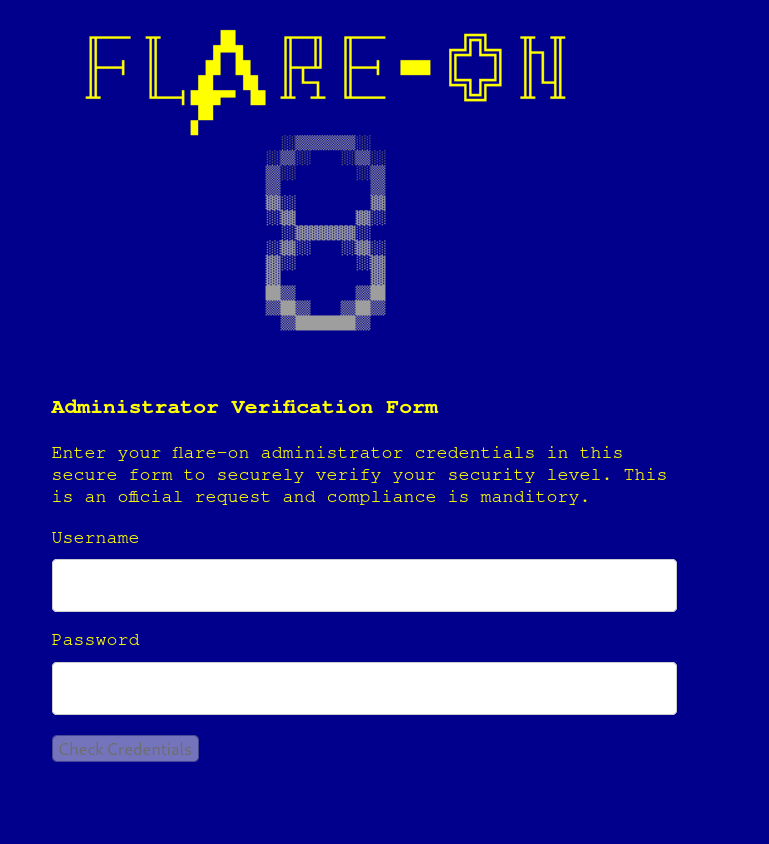 FLARE-ON
8
Administrator Verification Form
Enter your flare-on administrator credentials in this
secure form to securely verify your security level. This
is an official request and compliance is manditory.
Username
Password
Check Credentials